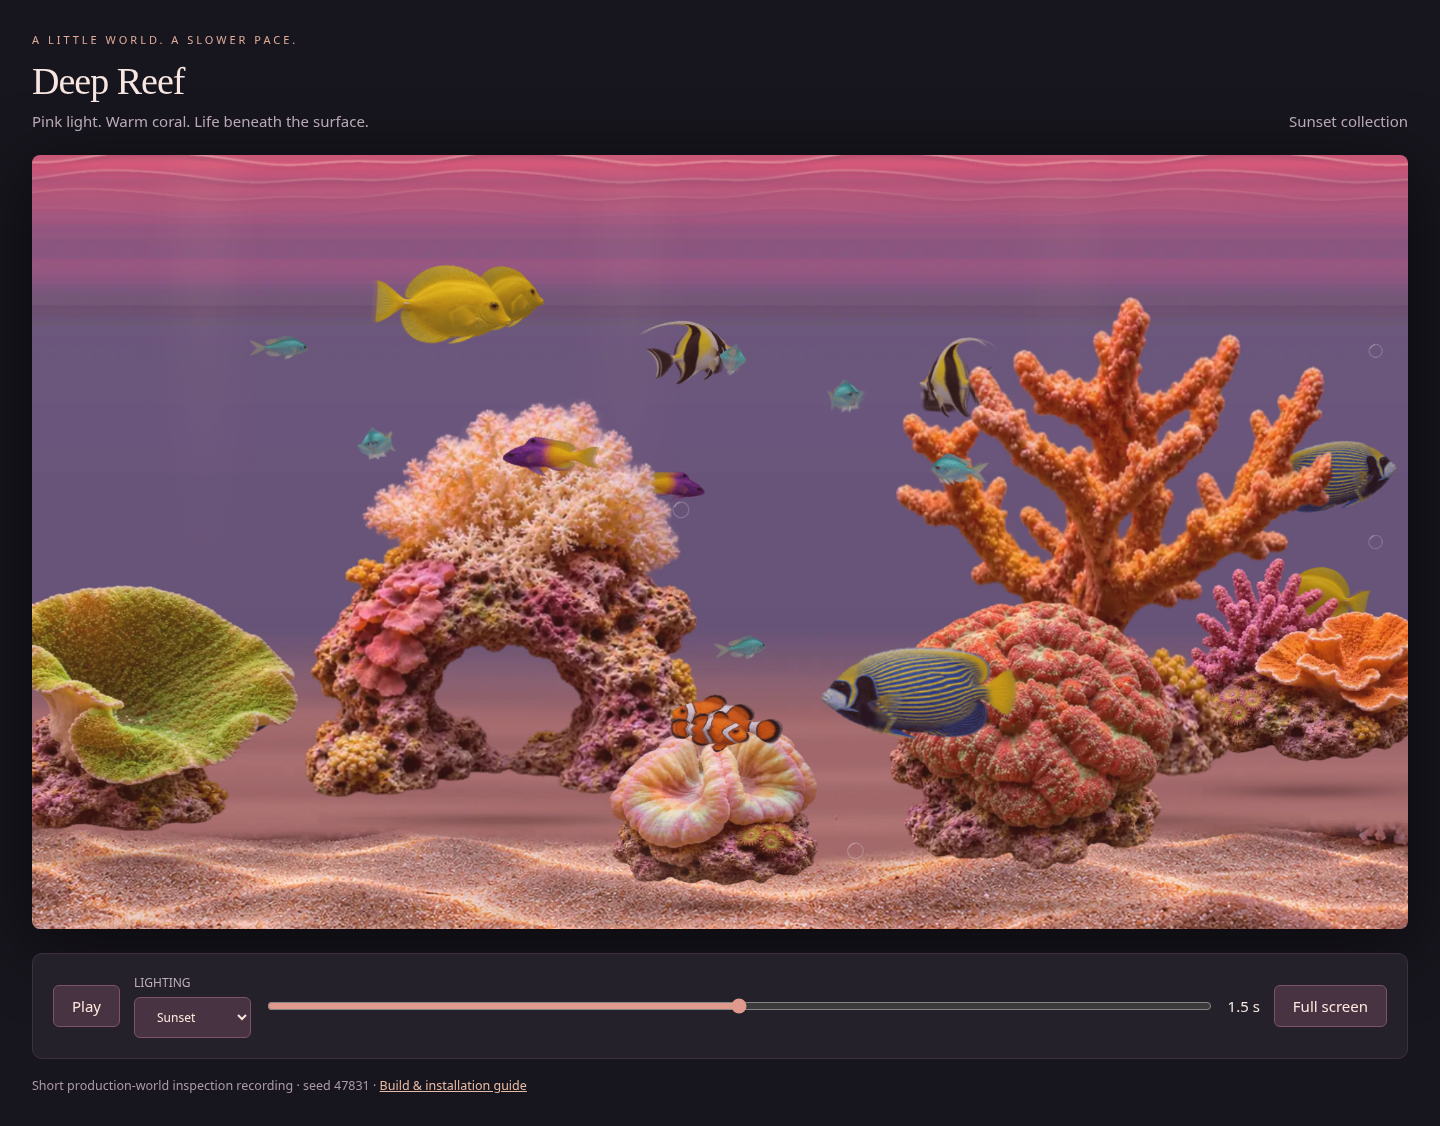 A LITTLE WORLD. A SLOWER PACE.
Deep Reef
Pink light. Warm coral. Life beneath the surface.
Sunset collection
Play
LIGHTING
Sunset
1.5 s
Full screen
Short production-world inspection recording · seed 47831 · Build & installation guide